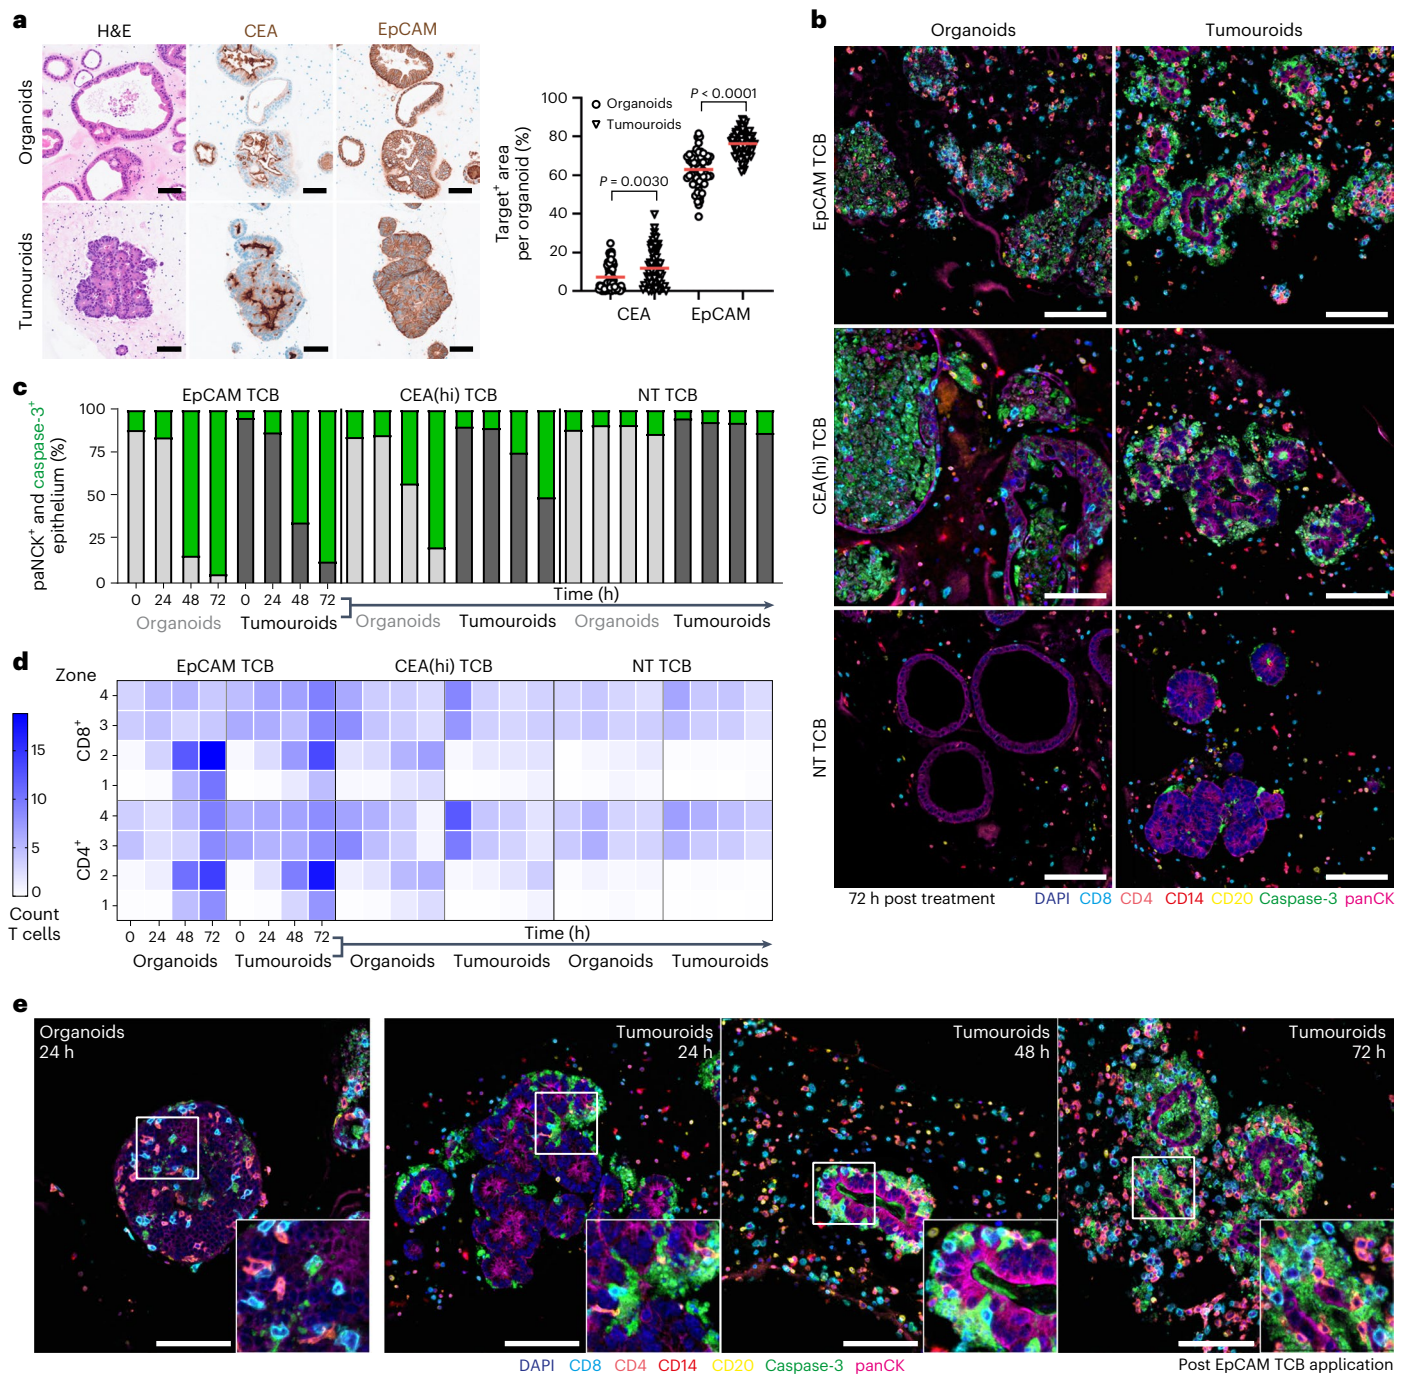 a
H&E
CEA
EpCAM
Organoids
Tumouroids
Target+ area
per organoid (%)
100
80
60
40
20
0
Organoids
Tumouroids
P = 0.0030
P < 0.0001
CEA
EpCAM
b
Organoids
Tumouroids
EpCAM TCB
CEA(hi) TCB
NT TCB
72 h post treatment
DAPI CD8 CD4 CD14 CD20 Caspase-3 panCK
c
EpCAM TCB
CEA(hi) TCB
NT TCB
paNCK+ and caspase-3+
epithelium (%)
100
75
50
25
0
0 24 48 72 0 24 48 72
Time (h)
Organoids Tumouroids Organoids Tumouroids Organoids Tumouroids
d
Zone
EpCAM TCB
CEA(hi) TCB
NT TCB
CD8+
4
3
2
1
CD4+
4
3
2
1
15
10
5
0
Count
T cells
0 24 48 72 0 24 48 72
Time (h)
Organoids Tumouroids Organoids Tumouroids Organoids Tumouroids
e
Organoids
24 h
Tumouroids
24 h
Tumouroids
48 h
Tumouroids
72 h
DAPI CD8 CD4 CD14 CD20 Caspase-3 panCK
Post EpCAM TCB application